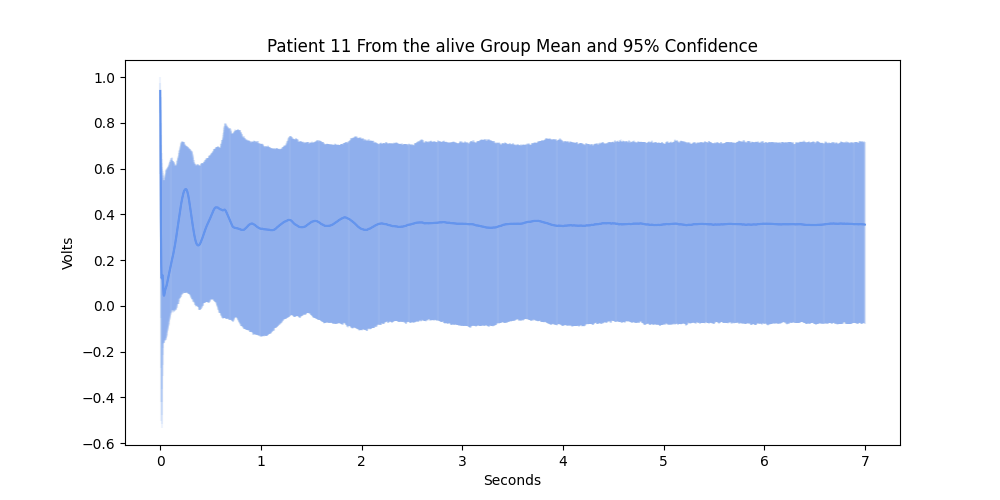 Patient 11 From the alive Group Mean and 95% Confidence
1.0
0.8
0.6
0.4
0.2
0.0
−0.2
−0.4
−0.6
Volts
0 1 2 3 4 5 6 7
Seconds